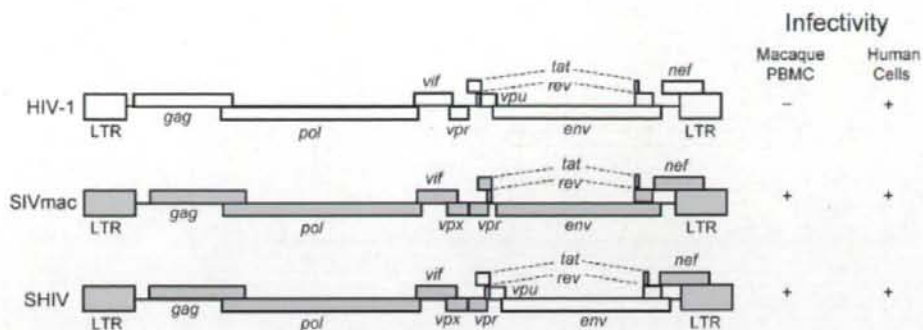 Infectivity
Macaque PBMC
Human Cells
HIV-1
LTR
gag
pol
vif
vpr
tat
rev
vpu
env
nef
LTR
−
+
SIVmac
LTR
gag
pol
vif
vpx
vpr
tat
rev
env
nef
LTR
+
+
SHIV
LTR
gag
pol
vif
vpx
vpr
tat
rev
vpu
env
nef
LTR
+
+